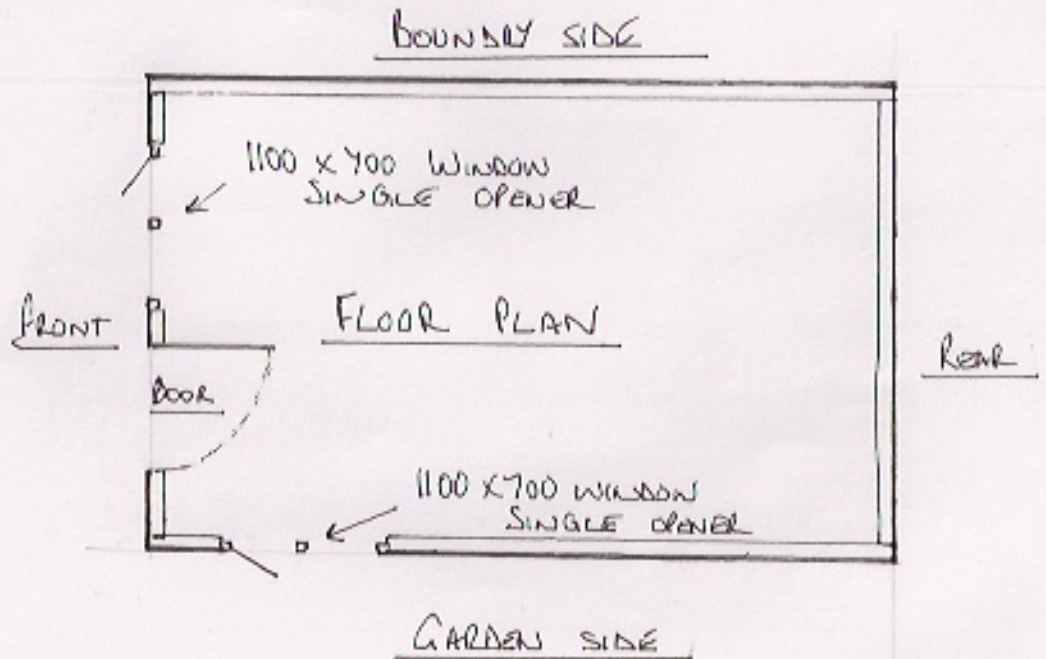 BOUNDRY SIDE
1100 x 700 WINDOW
SINGLE OPENER
FRONT
FLOOR PLAN
REAR
DOOR
1100 x 700 WINDOW
SINGLE OPENER
GARDEN SIDE